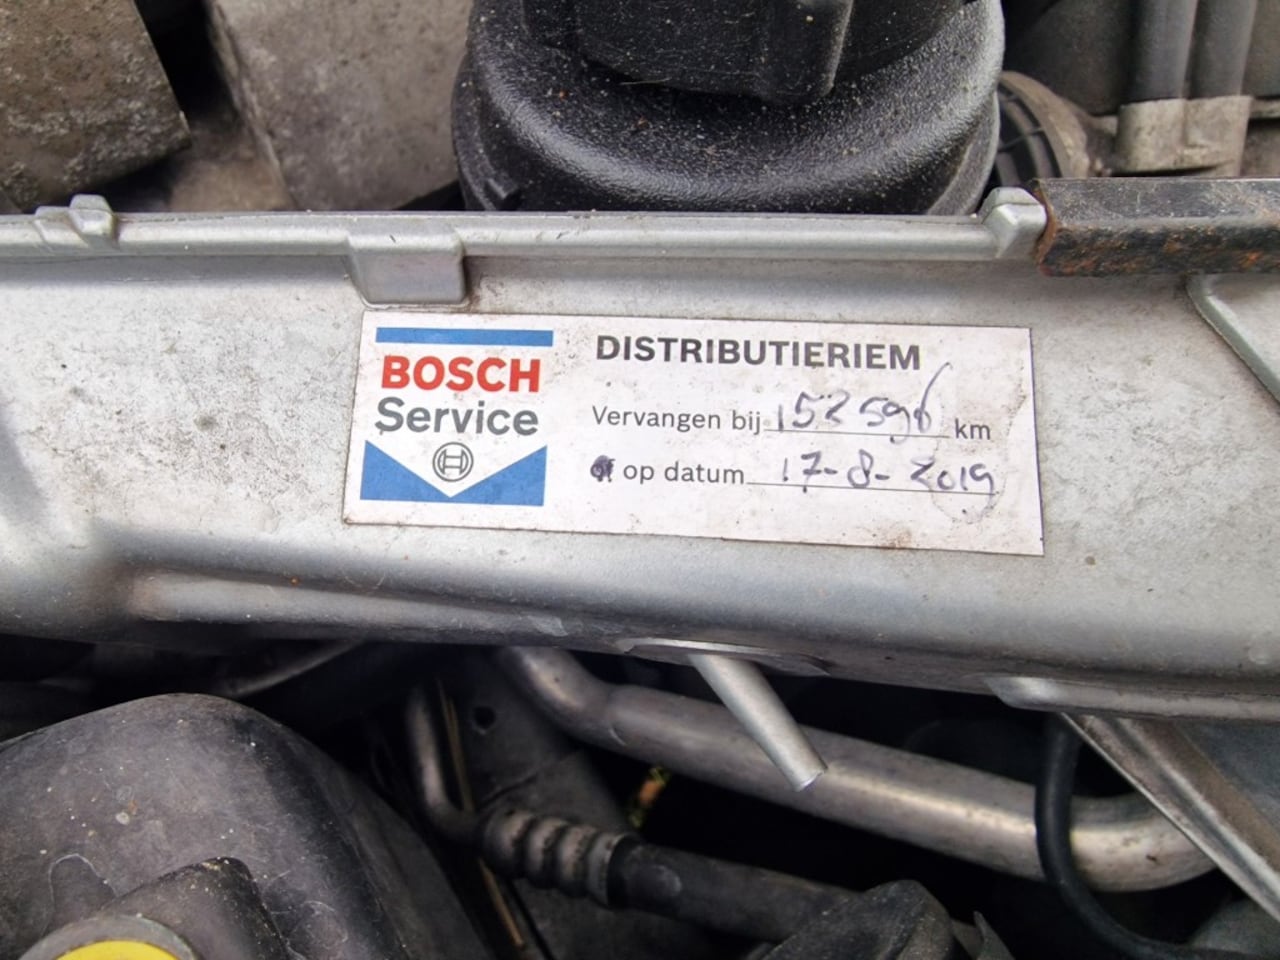 BOSCH
Service
DISTRIBUTIERIEM
Vervangen bij 152596 km
of op datum 17-8-2019